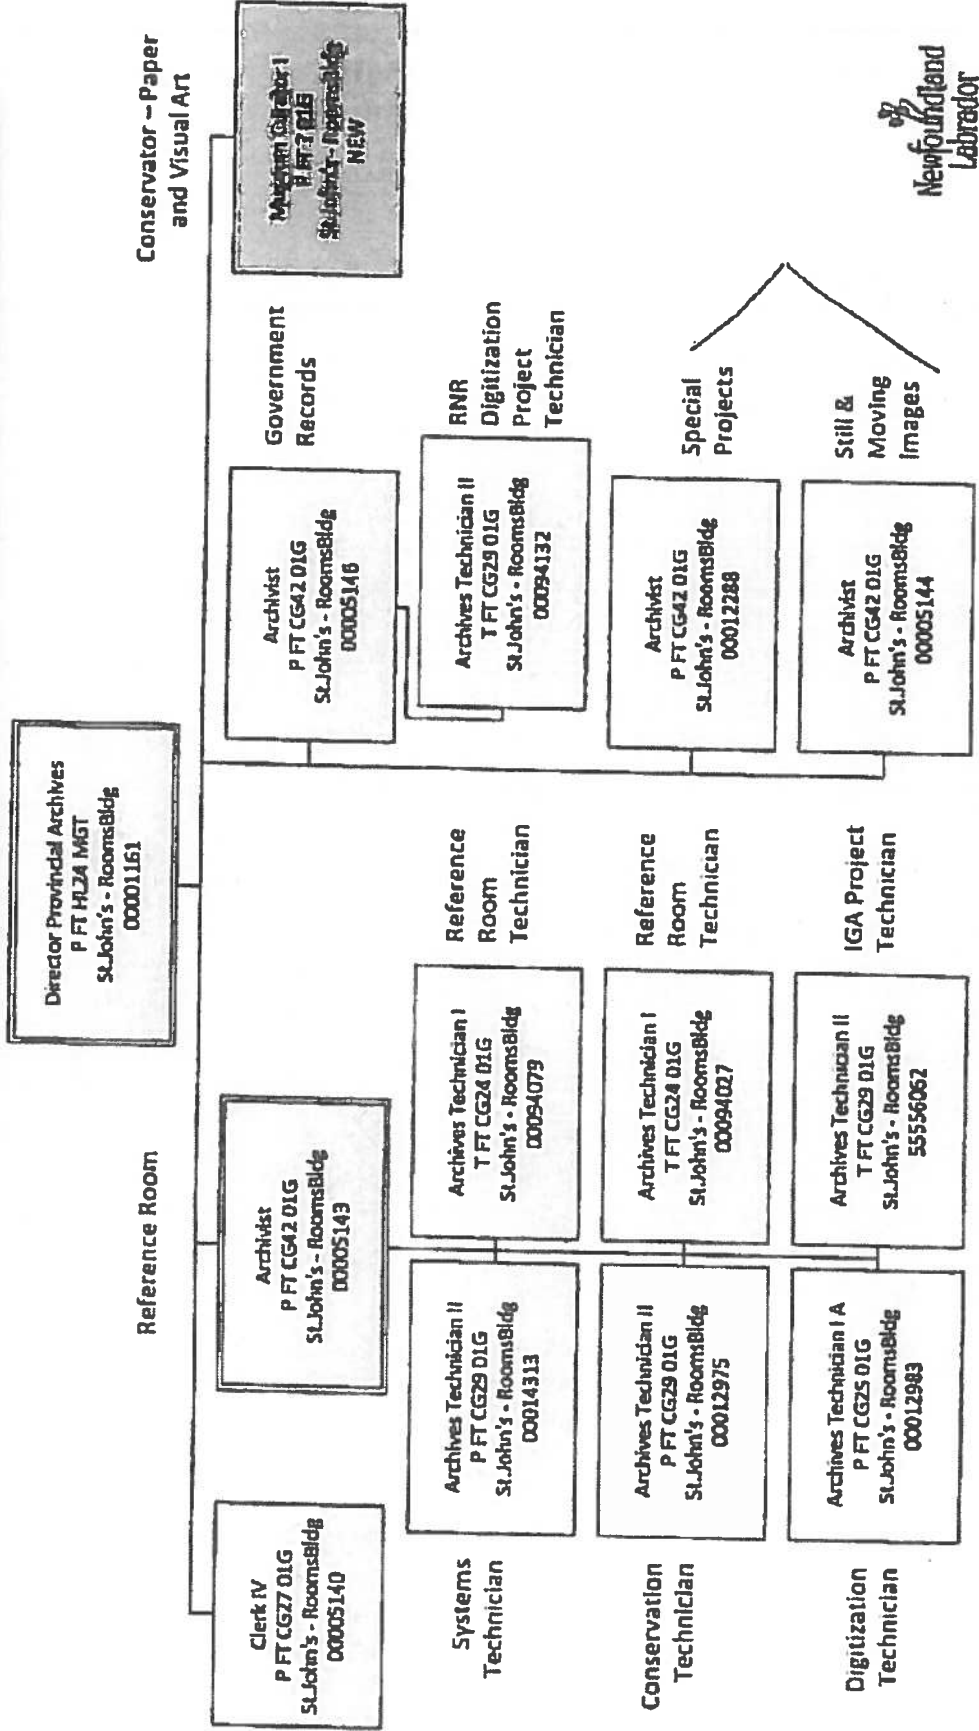 Director Provincial Archives
P FT HL24 MGT
St.John's - RoomsBldg
00001161
Reference Room
Conservator – Paper
and Visual Art
Clerk IV
P FT CG27 01G
St.John's - RoomsBldg
00005140
Archivist
P FT CG42 01G
St.John's - RoomsBldg
00005143
Archivist
P FT CG42 01G
St.John's - RoomsBldg
00005146
Government
Records
Museum Curator I
St.John's - RoomsBldg
NEW
Systems
Technician
Archives Technician II
P FT CG29 01G
St.John's - RoomsBldg
00014313
Archives Technician I
T FT CG24 01G
St.John's - RoomsBldg
00094079
Reference
Room
Technician
Archives Technician II
T FT CG29 01G
St.John's - RoomsBldg
00094132
RNR
Digitization
Project
Technician
Conservation
Technician
Archives Technician II
P FT CG29 01G
St.John's - RoomsBldg
00012975
Archives Technician I
T FT CG24 01G
St.John's - RoomsBldg
00094027
Reference
Room
Technician
Archivist
P FT CG42 01G
St.John's - RoomsBldg
00012288
Special
Projects
Digitization
Technician
Archives Technician I A
P FT CG25 01G
St.John's - RoomsBldg
00012983
Archives Technician II
T FT CG29 01G
St.John's - RoomsBldg
55556062
IGA Project
Technician
Archivist
P FT CG42 01G
St.John's - RoomsBldg
00005144
Still &
Moving
Images
Newfoundland
Labrador